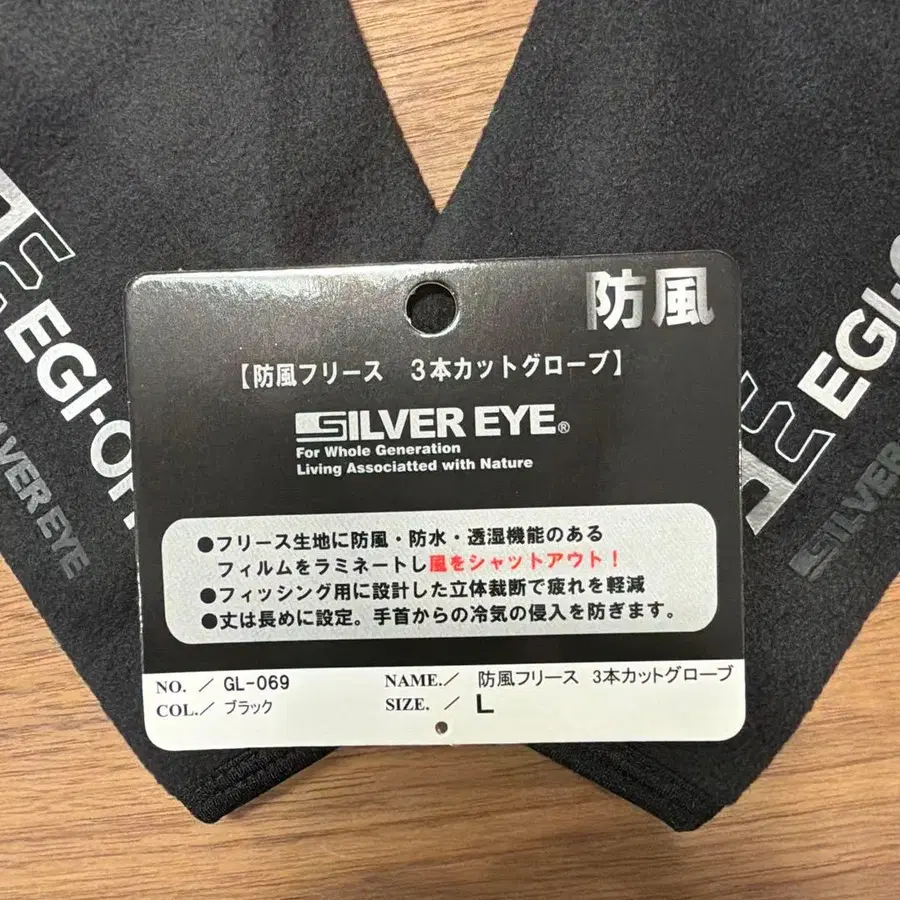 防風
【防風フリース 3本カットグローブ】
SILVER EYE®
For Whole Generation
Living Associatted with Nature
●フリース生地に防風・防水・透湿機能のある
フィルムをラミネートし風をシャットアウト！
●フィッシング用に設計した立体裁断で疲れを軽減
●丈は長めに設定。手首からの冷気の侵入を防ぎます。
NO. ／ GL-069
NAME.／ 防風フリース 3本カットグローブ
COL.／ ブラック
SIZE. ／ L
EGI-O
SILVER EYE
EGI-
SILVER